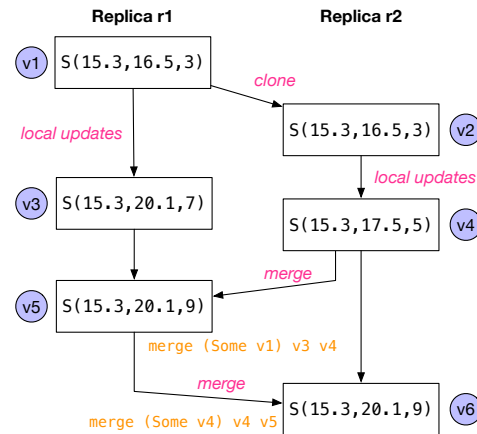 Replica r1
Replica r2
v1
S(15.3,16.5,3)
clone
S(15.3,16.5,3)
v2
local updates
local updates
v3
S(15.3,20.1,7)
S(15.3,17.5,5)
v4
merge
v5
S(15.3,20.1,9)
merge (Some v1) v3 v4
merge
merge (Some v4) v4 v5
S(15.3,20.1,9)
v6